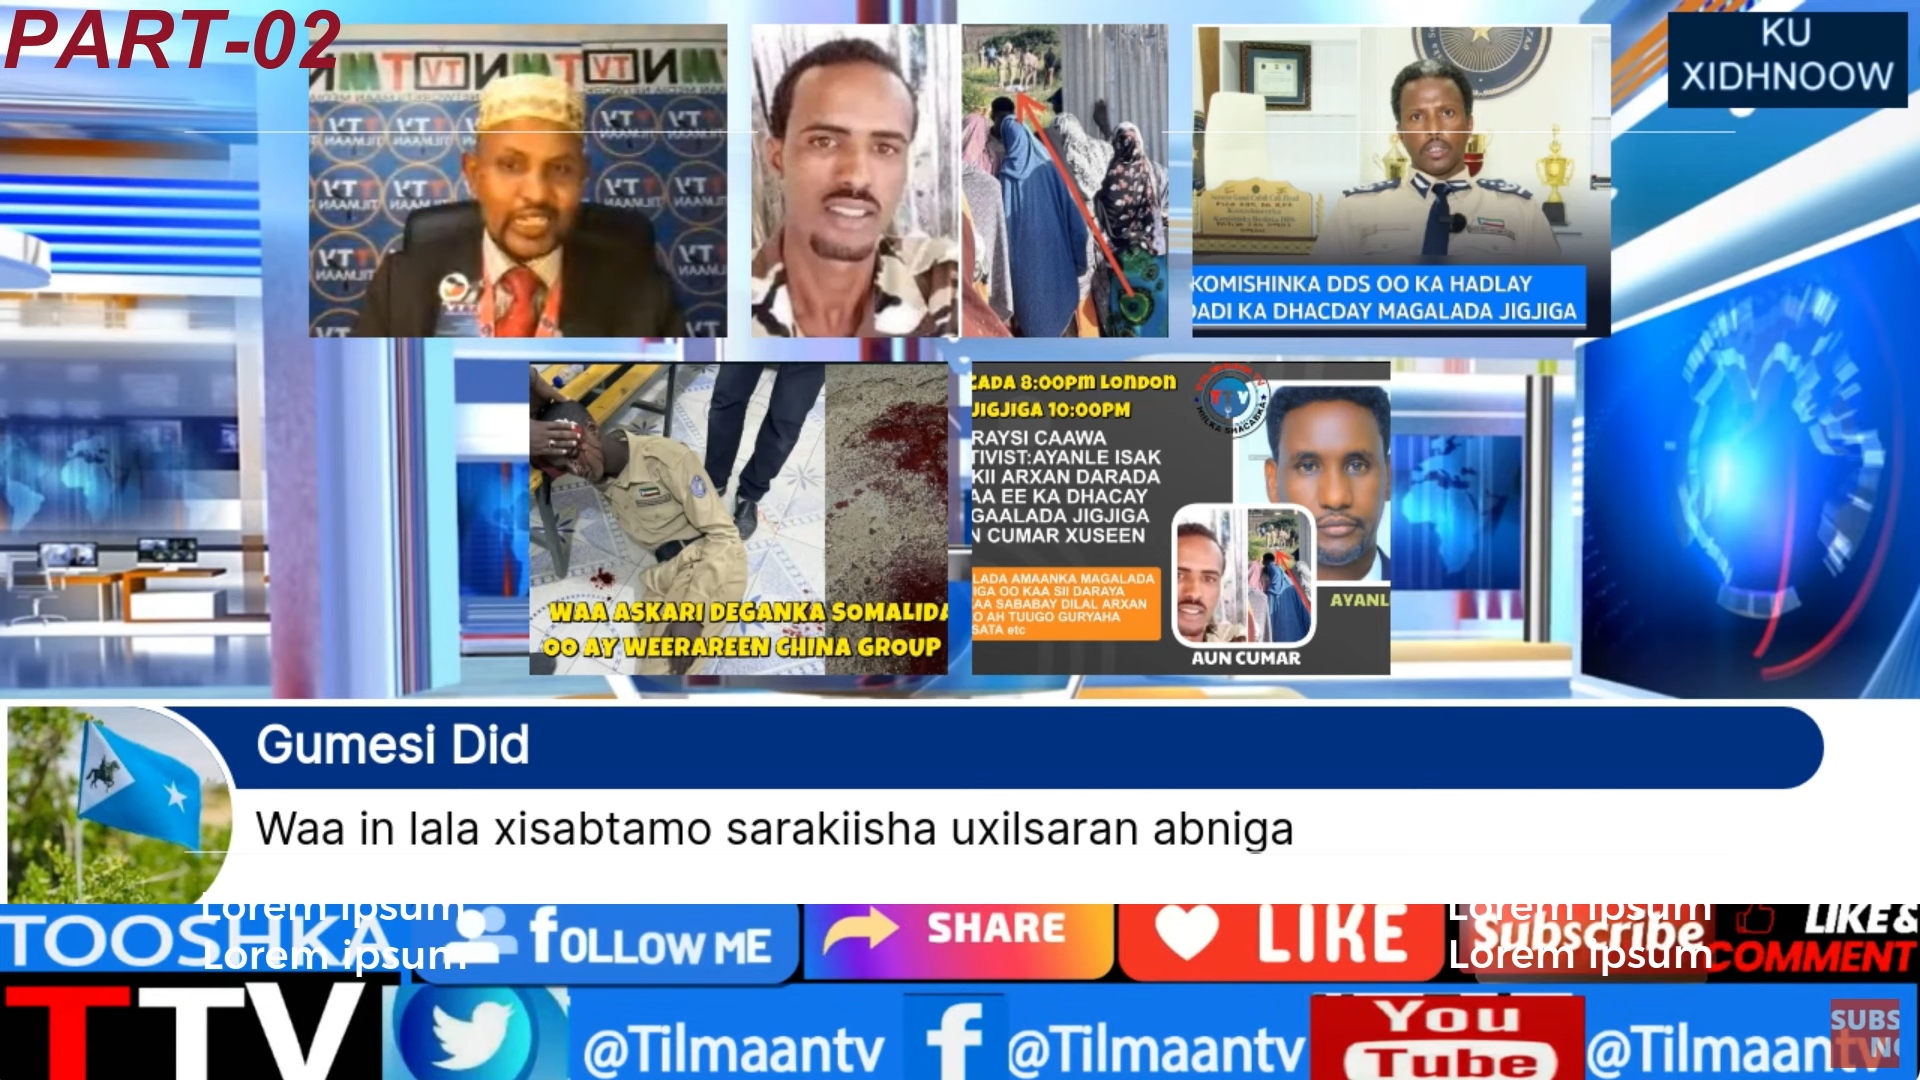 PART-02
KU
XIDHNOOW
KOMISHINKA DDS OO KA HADLAY
DADI KA DHACDAY MAGALADA JIGJIGA
WAA ASKARI DEGANKA SOMALIDA
OO AY WEERAREEN CHINA GROUP
CADA 8:00PM LONDON
JIGJIGA 10:00PM
RAYSI CAAWA
TIVIST:AYANLE ISAK
KII ARXAN DARADA
AA EE KA DHACAY
GAALADA JIGJIGA
N CUMAR XUSEEN
LADA AMAANKA MAGALADA
IGA OO KAA SII DARAYA
AA SABABAY DILAL ARXAN
O AH TUUGO GURYAHA
SATA etc
AYANL
AUN CUMAR
Gumesi Did
Waa in lala xisabtamo sarakiisha uxilsaran abniga
Lorem ipsum
Lorem ipsum
TOOSHKA
Lorem ipsum
Lorem ipsum
fOLLOW ME
SHARE
LIKE
Subscribe
LIKE&
COMMENT
TTV
@Tilmaantv
@Tilmaantv
You
Tube
@Tilmaantv
SUBS
NO